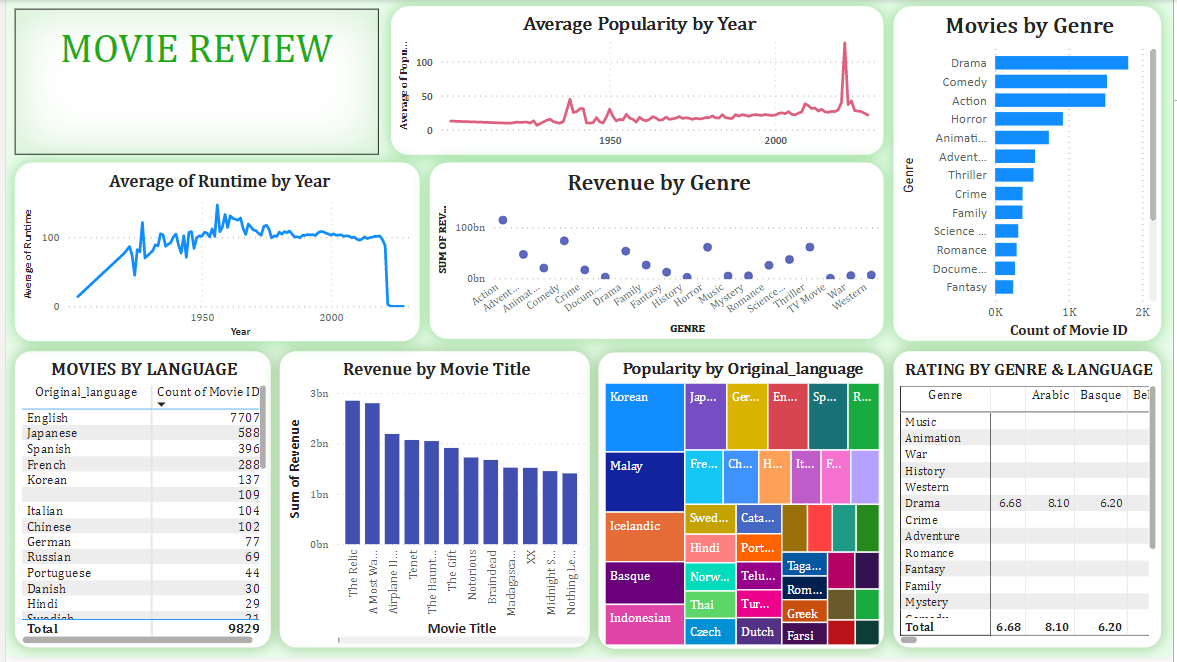 MOVIE REVIEW
Average Popularity by Year
Average of Popu...
100
50
0
1950
2000
Movies by Genre
Genre
Drama
Comedy
Action
Horror
Animati...
Advent...
Thriller
Crime
Family
Science ...
Romance
Docume...
Fantasy
0K
1K
2K
Count of Movie ID
Average of Runtime by Year
Average of Runtime
100
0
1950
2000
Year
Revenue by Genre
SUM OF REV...
100bn
0bn
Action
Advent...
Animat...
Comedy
Crime
Docum...
Drama
Family
Fantasy
History
Horror
Music
Mystery
Romance
Science...
Thriller
TV Movie
War
Western
GENRE
MOVIES BY LANGUAGE
Original_language Count of Movie ID
English 7707
Japanese 588
Spanish 396
French 288
Korean 137
109
Italian 104
Chinese 102
German 77
Russian 69
Portuguese 44
Danish 30
Hindi 29
Swedish 21
Total 9829
Revenue by Movie Title
Sum of Revenue
3bn
2bn
1bn
0bn
The Relic
A Most Wa...
Airplane II...
Tenet
The Haunt...
The Gift
Notorious
Braindead
Madagasca...
XX
Midnight S...
Nothing Le...
Movie Title
Popularity by Original_language
Korean
Jap...
Ger...
En...
Sp...
R...
Malay
Fre...
Ch...
H...
It...
F...
Icelandic
Swed...
Cata...
Hindi
Port...
Basque
Norw...
Telu...
Taga...
Rom...
Indonesian
Thai
Tur...
Greek
Czech
Dutch
Farsi
RATING BY GENRE & LANGUAGE
Genre Arabic Basque Bel
Music
Animation
War
History
Western
Drama 6.68 8.10 6.20
Crime
Adventure
Romance
Fantasy
Family
Mystery
Comedy
Total 6.68 8.10 6.20